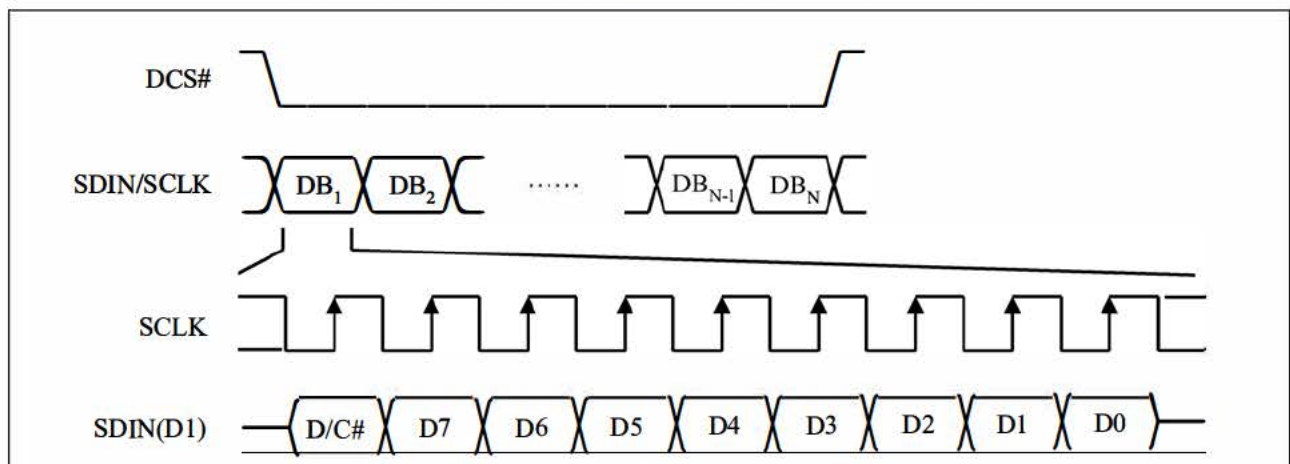 DCS#
SDIN/SCLK DB1 DB2 ...... DBN-1 DBN
SCLK
SDIN(D1) D/C# D7 D6 D5 D4 D3 D2 D1 D0